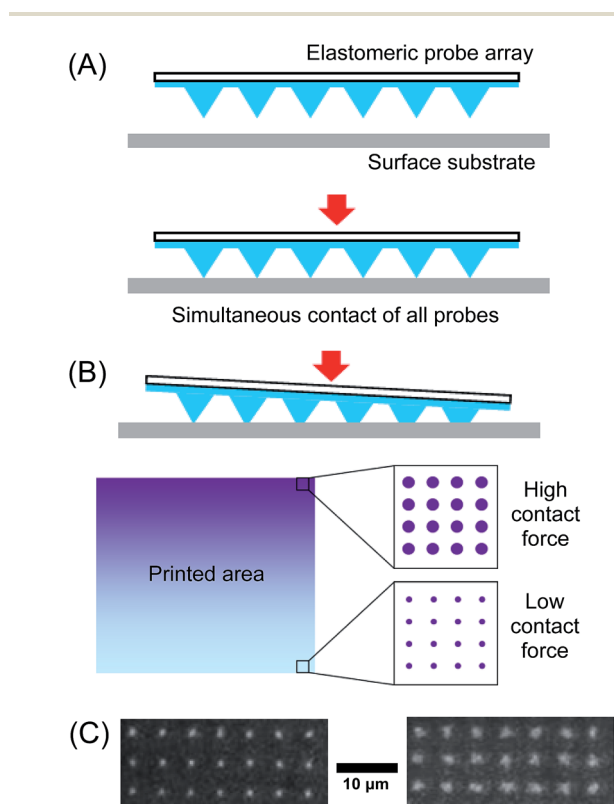 (A)
Elastomeric probe array
Surface substrate
Simultaneous contact of all probes
(B)
Printed area
High
contact
force
Low
contact
force
(C)
10 µm